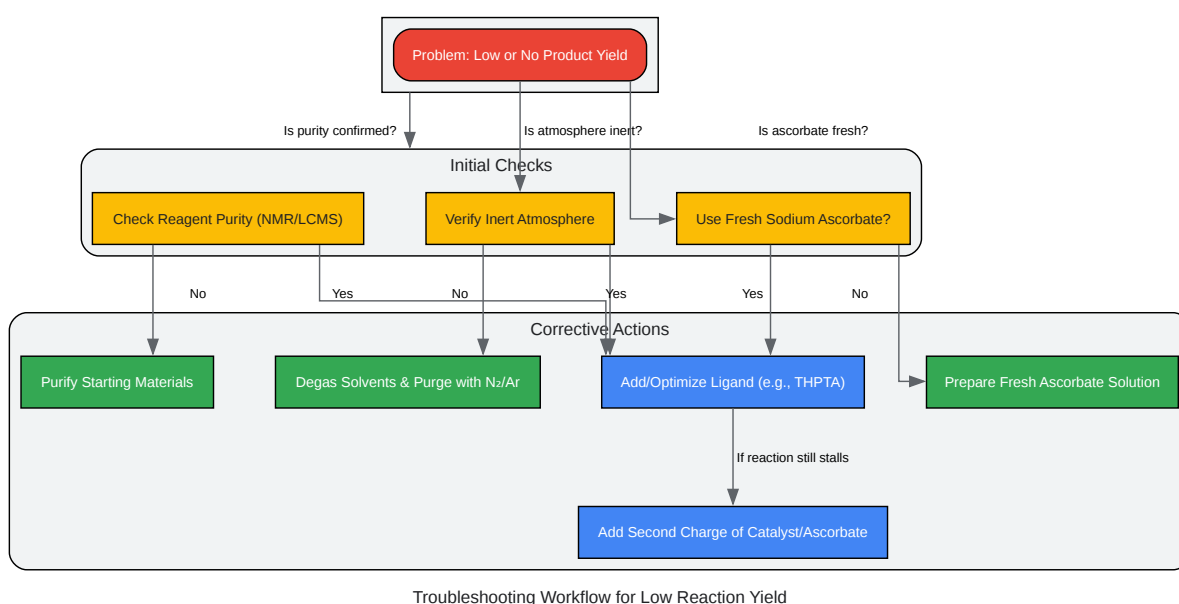 Problem: Low or No Product Yield
Is purity confirmed?
Is atmosphere inert?
Is ascorbate fresh?
Initial Checks
Check Reagent Purity (NMR/LCMS)
Verify Inert Atmosphere
Use Fresh Sodium Ascorbate?
No
Yes
No
Yes
Yes
No
Corrective Actions
Purify Starting Materials
Degas Solvents & Purge with N₂/Ar
Add/Optimize Ligand (e.g., THPTA)
Prepare Fresh Ascorbate Solution
If reaction still stalls
Add Second Charge of Catalyst/Ascorbate
Troubleshooting Workflow for Low Reaction Yield